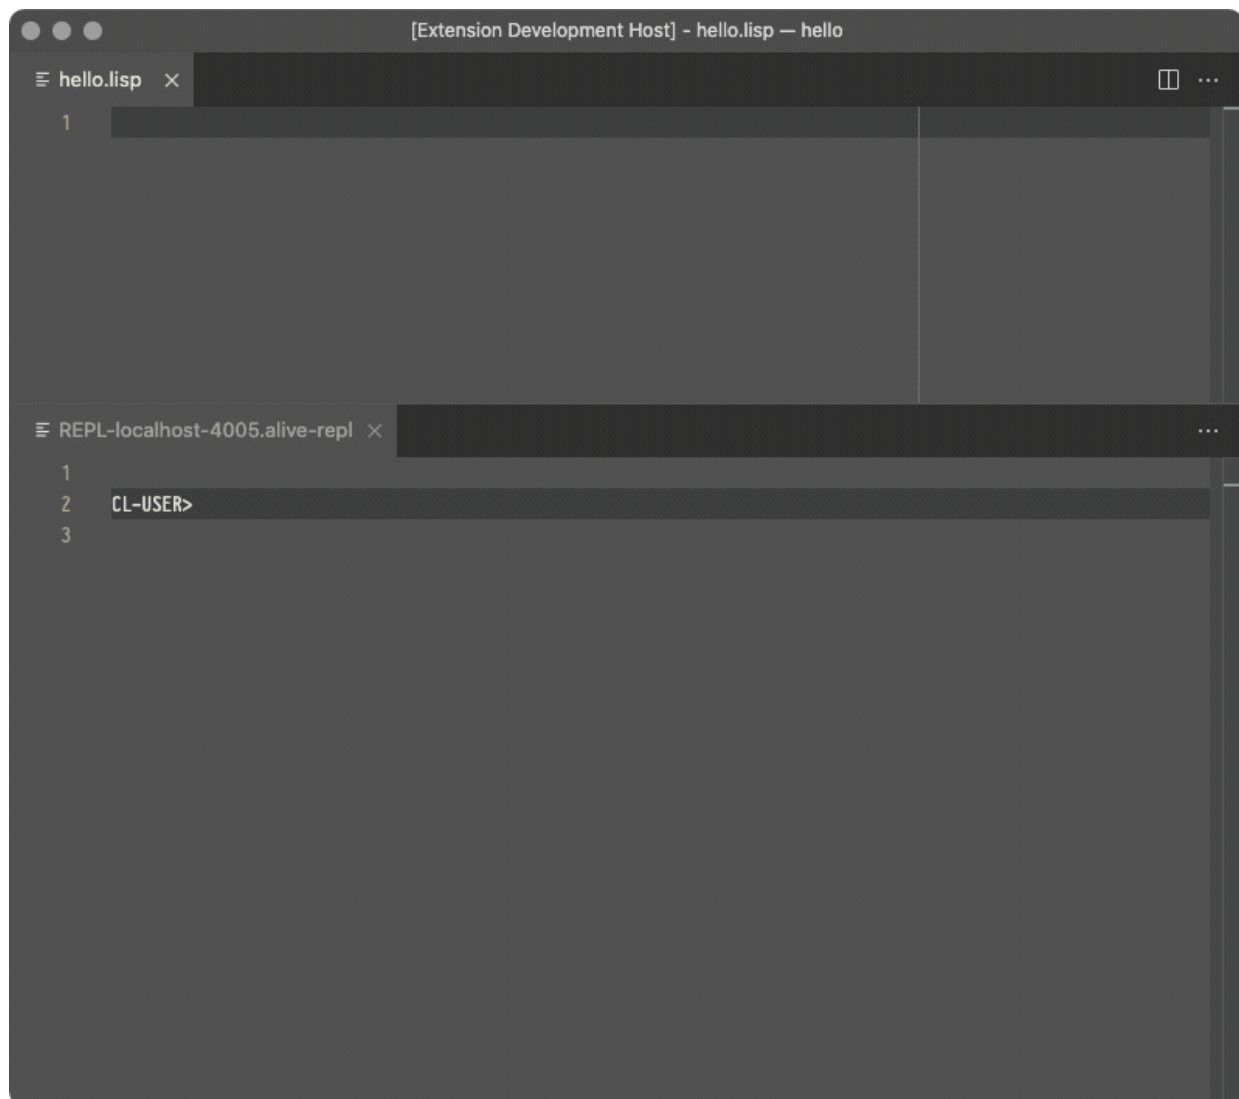 [Extension Development Host] - hello.lisp — hello
hello.lisp
1
REPL-localhost-4005.alive-repl
1
2 CL-USER>
3